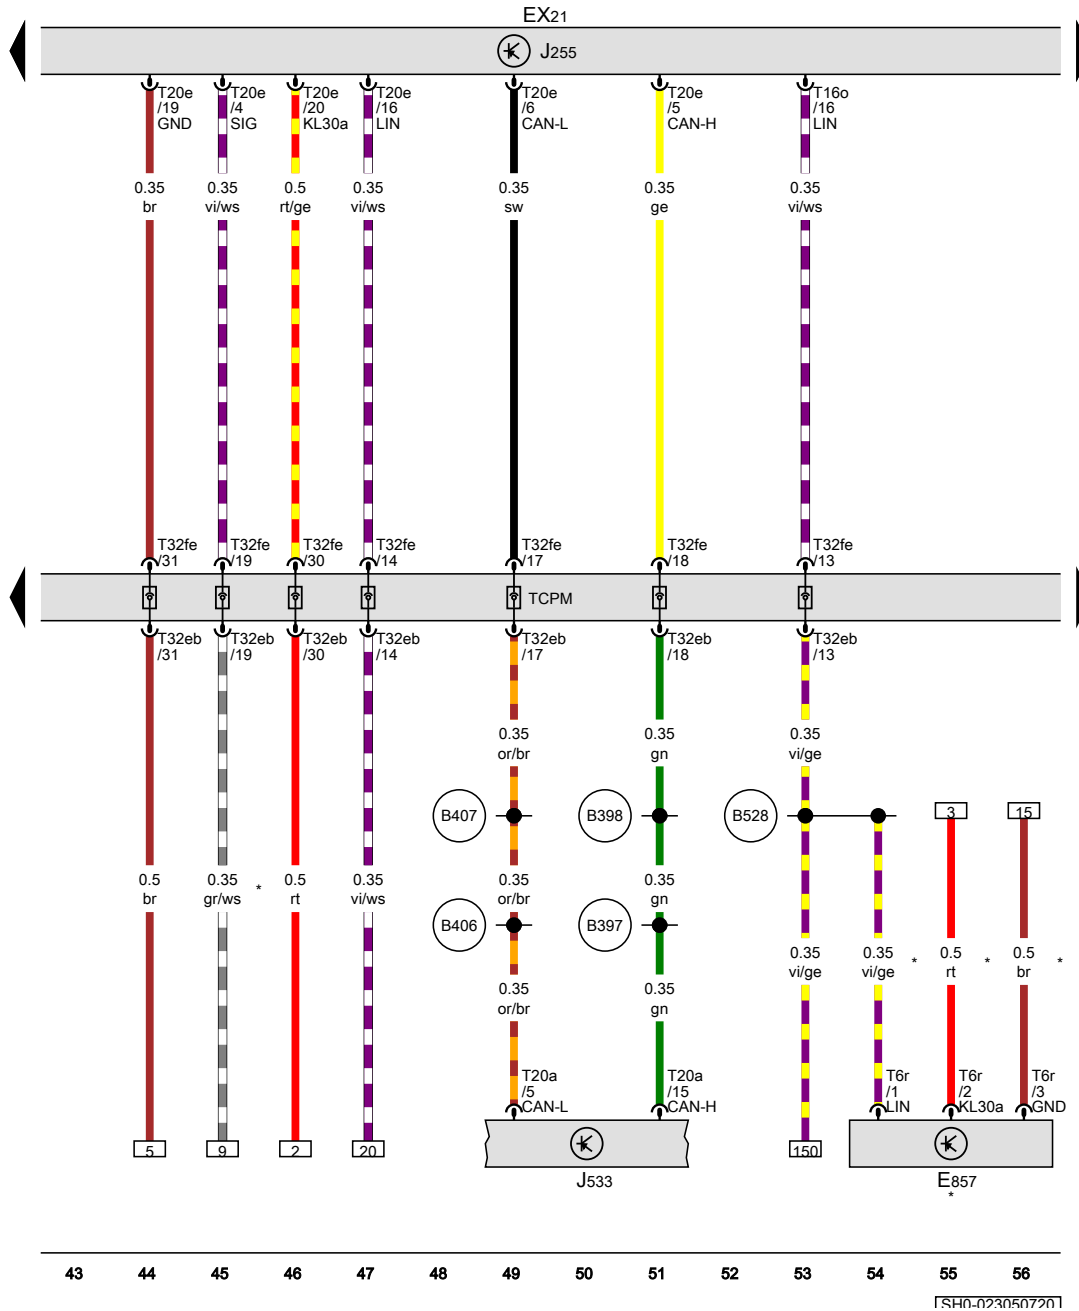 EX21
J255
T20e T20e T20e T20e T20e T20e T16o
/19 /4 /20 /16 /6 /5 /16
GND SIG KL30a LIN CAN-L CAN-H LIN
0.35 0.35 0.5 0.35 0.35 0.35 0.35
br vi/ws rt/ge vi/ws sw ge vi/ws
T32fe T32fe T32fe T32fe T32fe T32fe T32fe
/31 /19 /30 /14 /17 /18 /13
TCPM
T32eb T32eb T32eb T32eb T32eb T32eb T32eb
/31 /19 /30 /14 /17 /18 /13
0.35 0.35 0.35
or/br gn vi/ge
B407 B398 B528 3 15
0.5 0.35 * 0.5 0.35 0.35 0.35
br gr/ws rt vi/ws or/br gn
B406 B397
0.35 0.35 * 0.5 * 0.5 *
vi/ge vi/ge rt br
0.35 0.35
or/br gn
T20a T20a T6r T6r T6r
/5 /15 /1 /2 /3
CAN-L CAN-H LIN KL30a GND
5 9 2 20 150
J533 E857
*
43 44 45 46 47 48 49 50 51 52 53 54 55 56
SH0-023050720